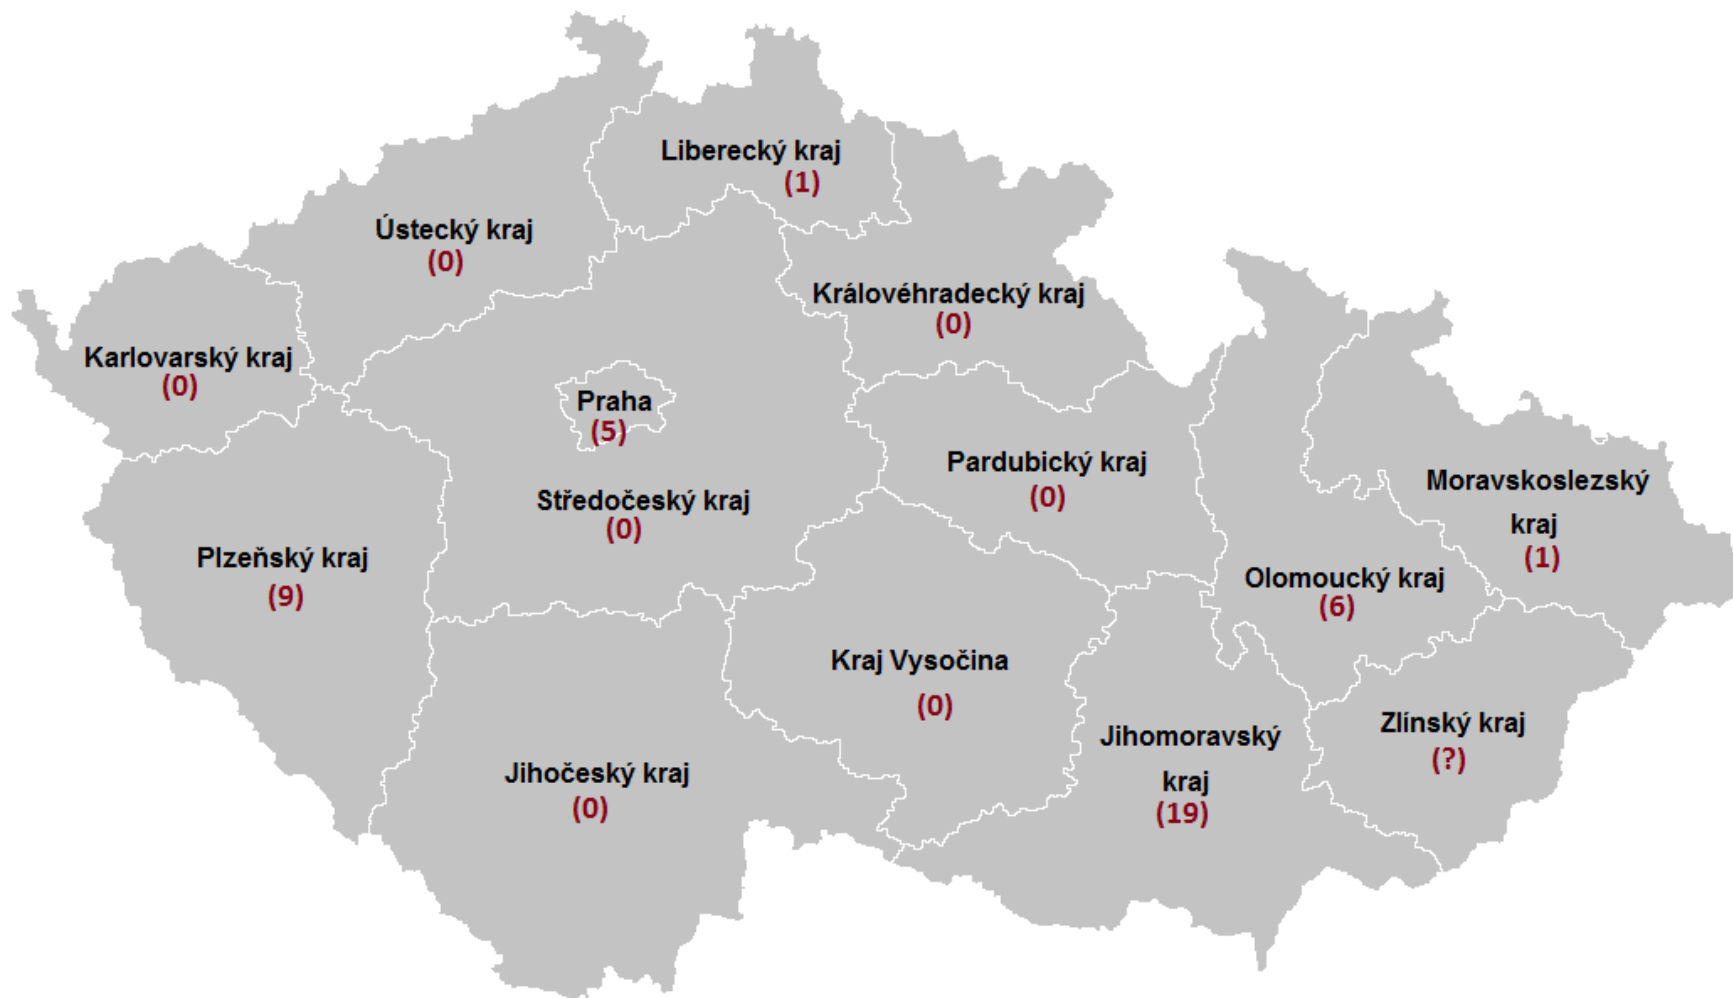 Liberecký kraj
(1)
Ústecký kraj
(0)
Královéhradecký kraj
(0)
Karlovarský kraj
(0)
Praha
(5)
Středočeský kraj
(0)
Pardubický kraj
(0)
Moravskoslezský
kraj
(1)
Plzeňský kraj
(9)
Olomoucký kraj
(6)
Kraj Vysočina
(0)
Jihomoravský
kraj
(19)
Zlínský kraj
(?)
Jihočeský kraj
(0)